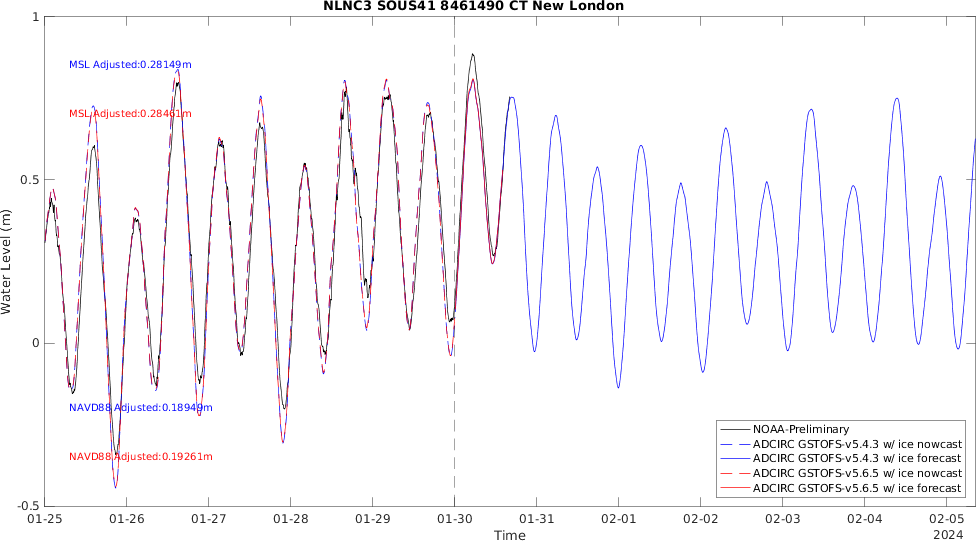 NLNC3 SOUS41 8461490 CT New London
1
0.5
0
-0.5
Water Level (m)
MSL Adjusted:0.28149m
MSL Adjusted:0.28461m
NAVD88 Adjusted:0.18949m
NAVD88 Adjusted:0.19261m
NOAA-Preliminary
ADCIRC GSTOFS-v5.4.3 w/ ice nowcast
ADCIRC GSTOFS-v5.4.3 w/ ice forecast
ADCIRC GSTOFS-v5.6.5 w/ ice nowcast
ADCIRC GSTOFS-v5.6.5 w/ ice forecast
01-25 01-26 01-27 01-28 01-29 01-30 01-31 02-01 02-02 02-03 02-04 02-05
Time
2024